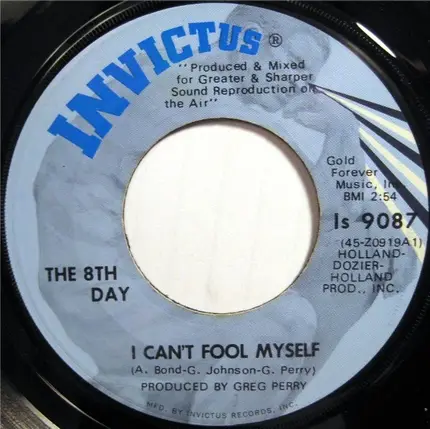 INVICTUS®
"Produced & Mixed
for Greater & Sharper
Sound Reproduction on
the Air"
Gold
Forever
Music, Inc.
BMI 2:54
Is 9087
(45-Z0919A1)
HOLLAND-
DOZIER-
HOLLAND
PROD., INC.
THE 8TH
DAY
I CAN'T FOOL MYSELF
(A. Bond-G. Johnson-G. Perry)
PRODUCED BY GREG PERRY
MFD. BY INVICTUS RECORDS, INC.